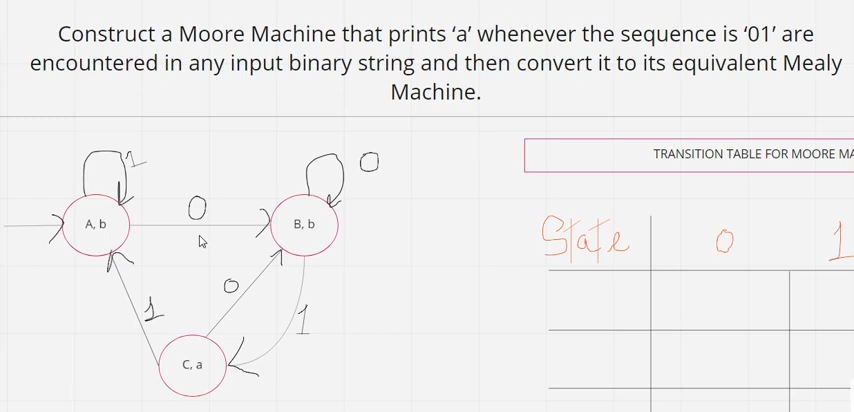 Construct a Moore Machine that prints ‘a’ whenever the sequence is ‘01’ are
encountered in any input binary string and then convert it to its equivalent Mealy
Machine.
TRANSITION TABLE FOR MOORE MA
1
0
0
A, b
B, b
State
0
1
0
1
1
C, a